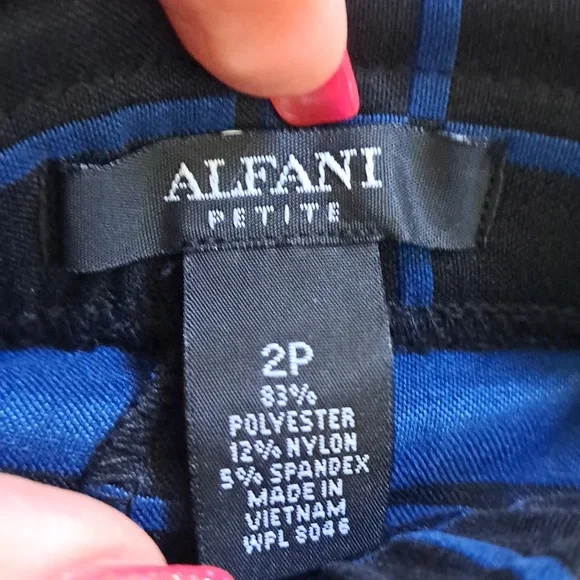 ALFANI
PETITE
2P
83%
POLYESTER
12% NYLON
5% SPANDEX
MADE IN
VIETNAM
WPL 8046